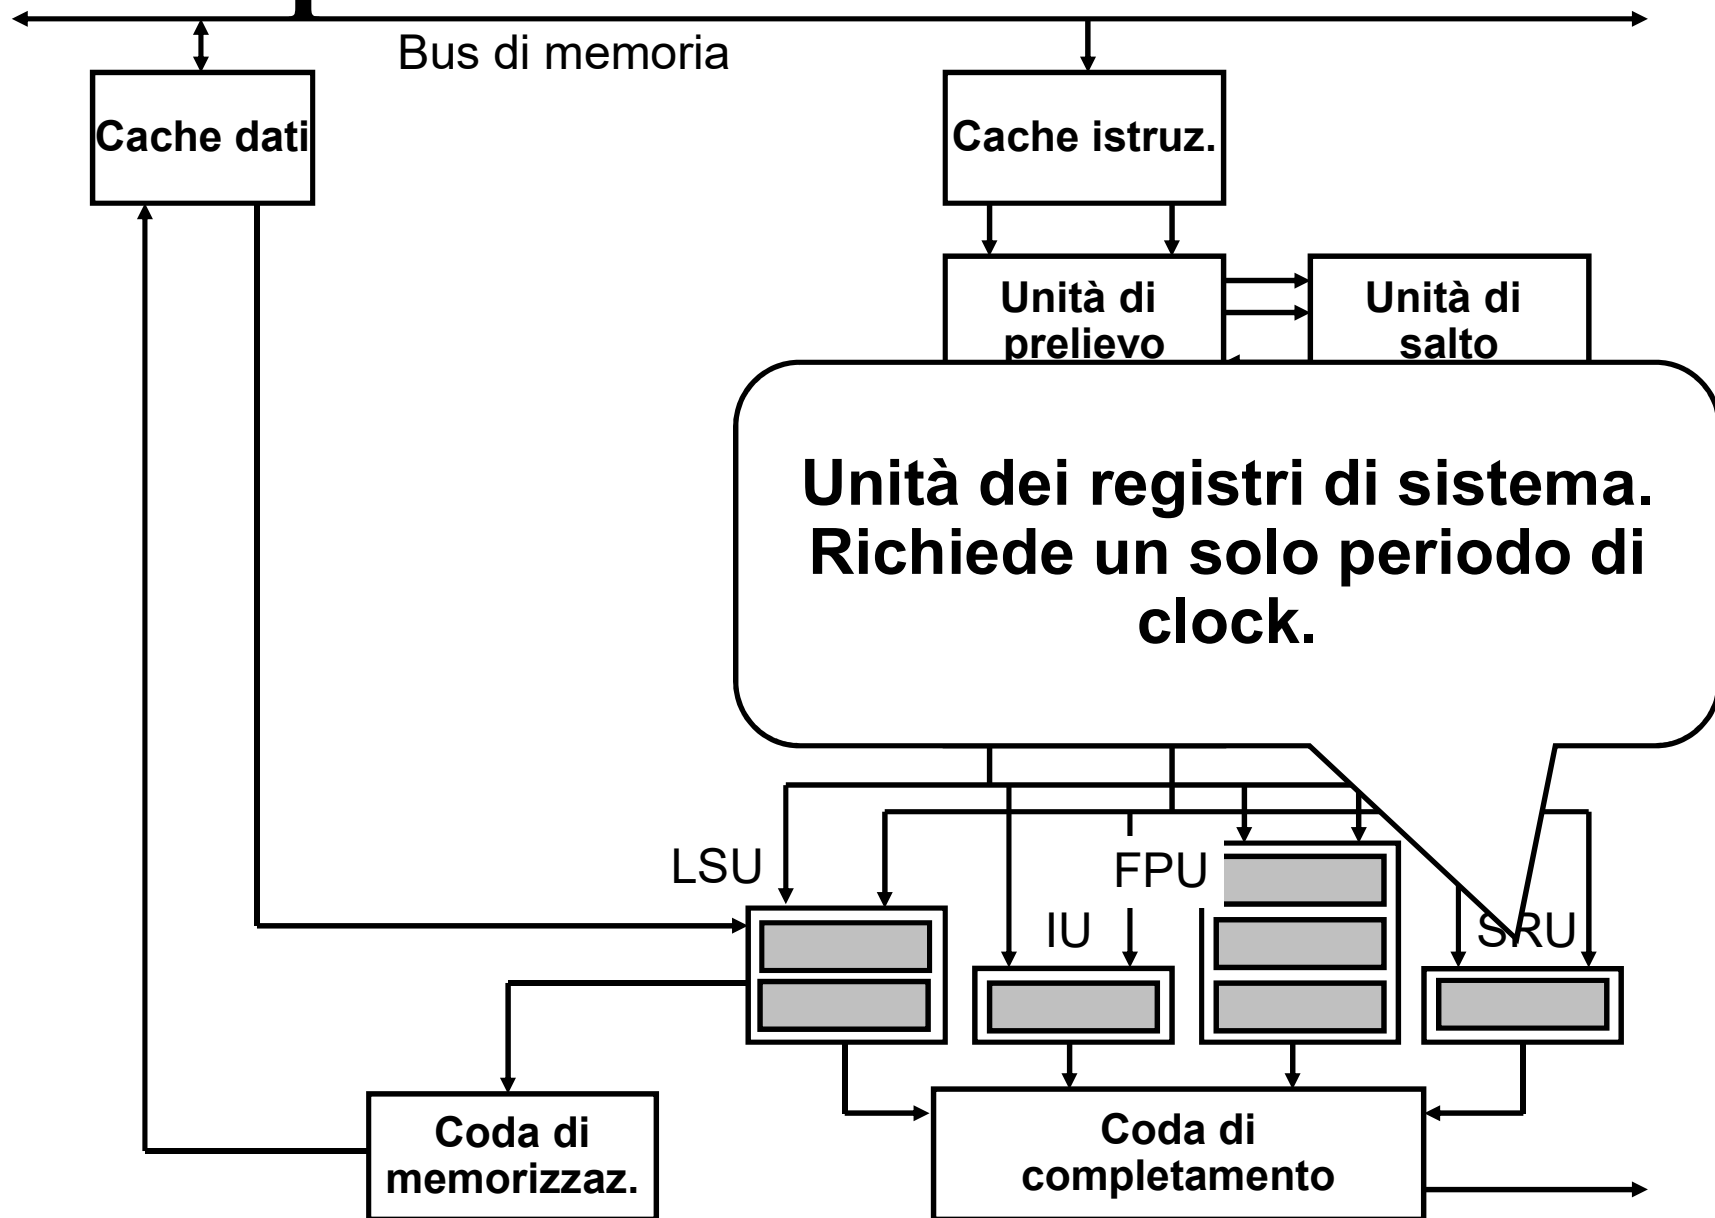 Bus di memoria
Cache dati
Cache istruz.
Unità di
prelievo
Unità di
salto
Unità dei registri di sistema.
Richiede un solo periodo di
clock.
LSU
FPU
IU
SRU
Coda di
memorizzaz.
Coda di
completamento